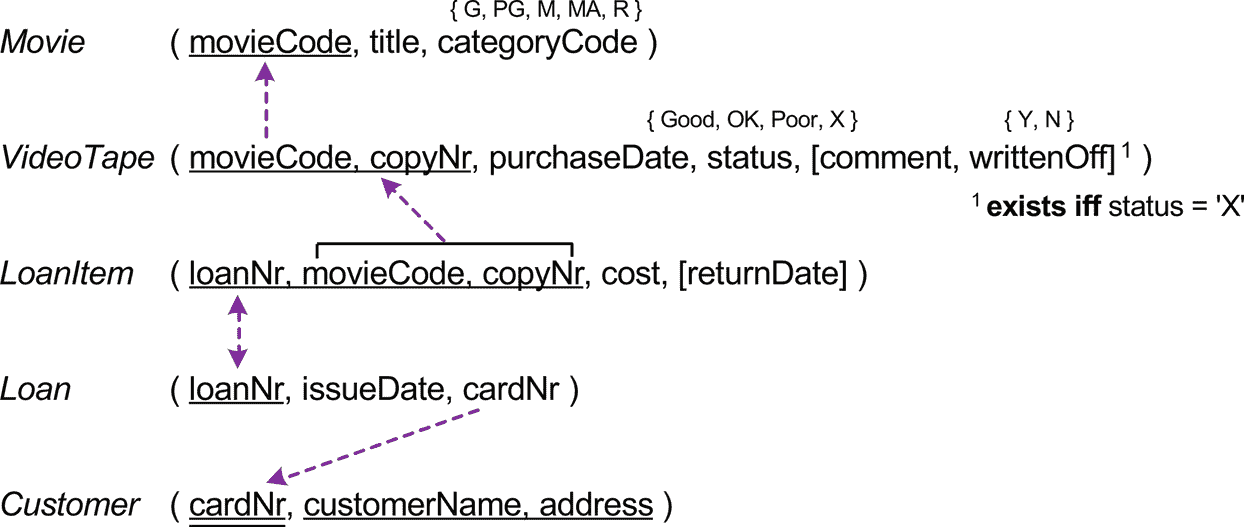 { G, PG, M, MA, R }
Movie ( movieCode, title, categoryCode )
{ Good, OK, Poor, X } { Y, N }
VideoTape ( movieCode, copyNr, purchaseDate, status, [comment, writtenOff]¹ )
¹ exists iff status = 'X'
LoanItem ( loanNr, movieCode, copyNr, cost, [returnDate] )
Loan ( loanNr, issueDate, cardNr )
Customer ( cardNr, customerName, address )